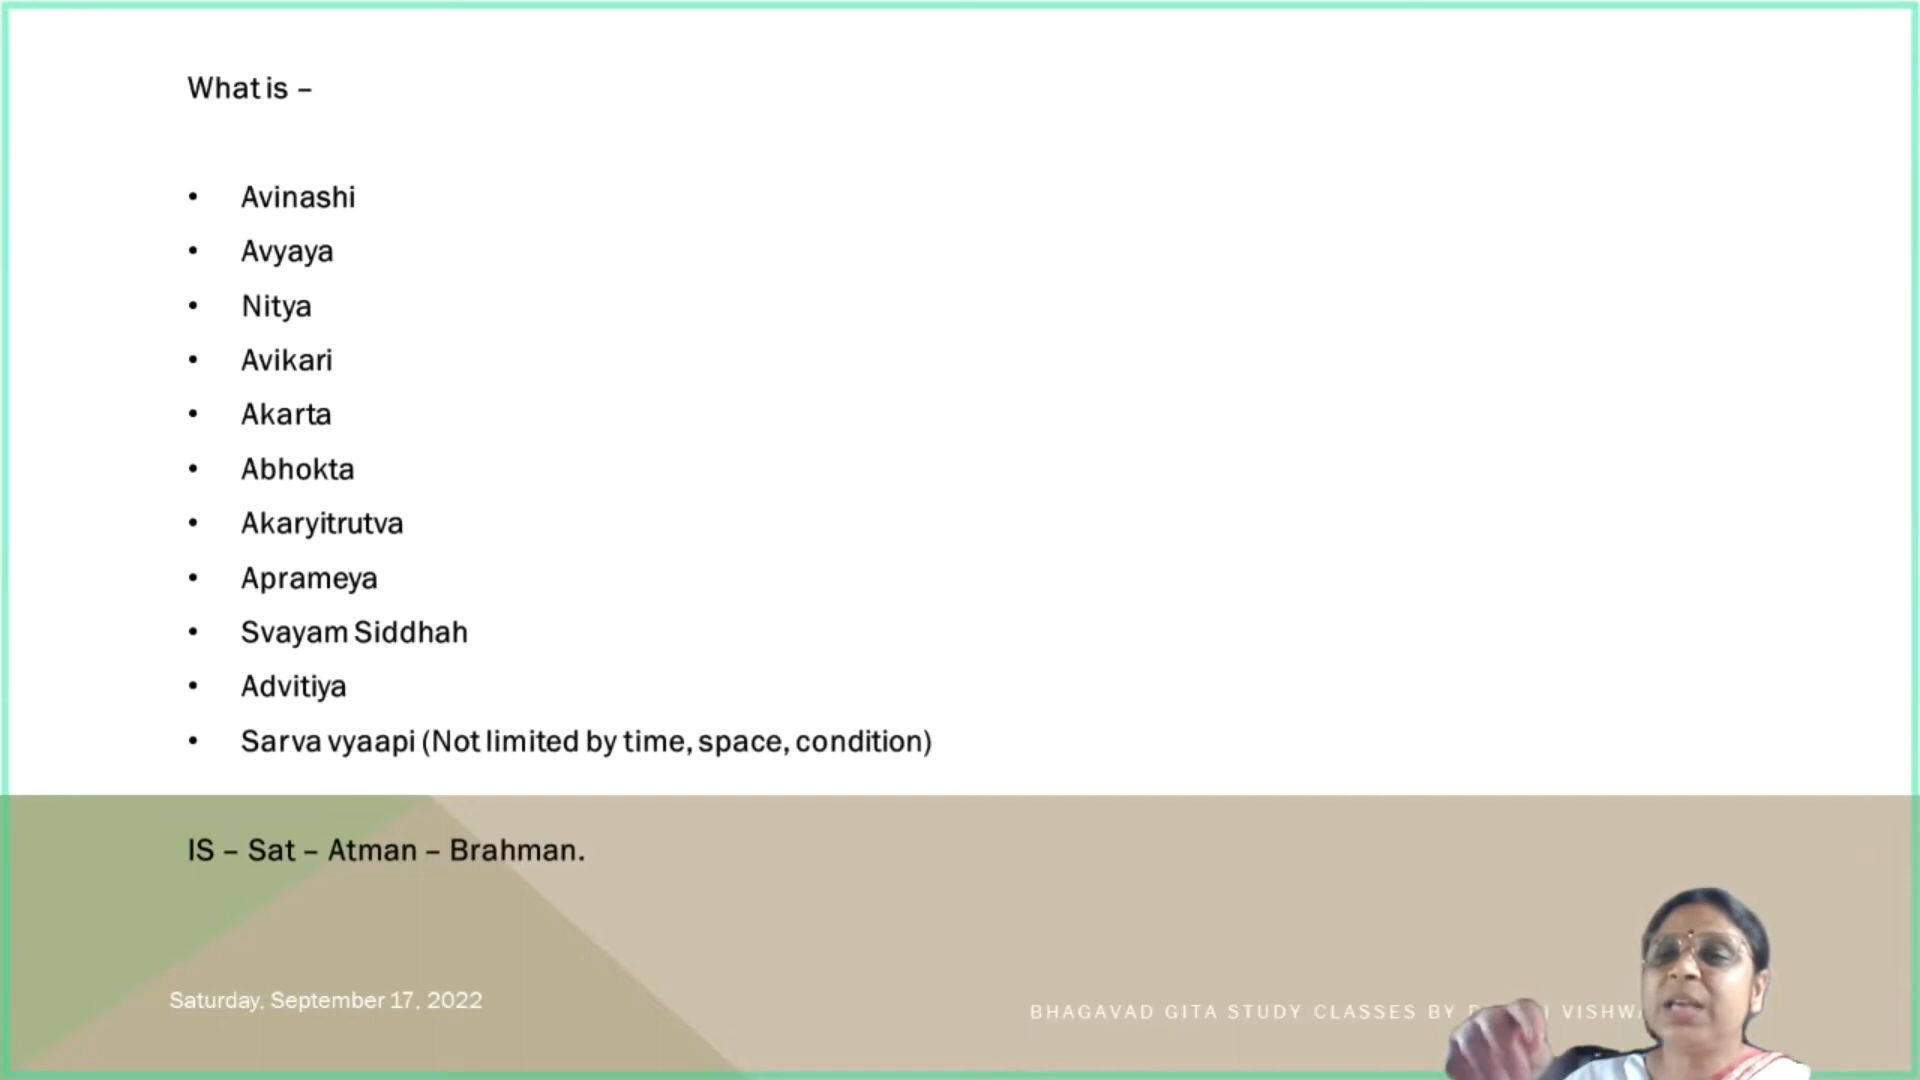 What is –
• Avinashi
• Avyaya
• Nitya
• Avikari
• Akarta
• Abhokta
• Akaryitrutva
• Aprameya
• Svayam Siddhah
• Advitiya
• Sarva vyaapi (Not limited by time, space, condition)
IS – Sat – Atman – Brahman.
Saturday, September 17, 2022
BHAGAVAD GITA STUDY CLASSES BY